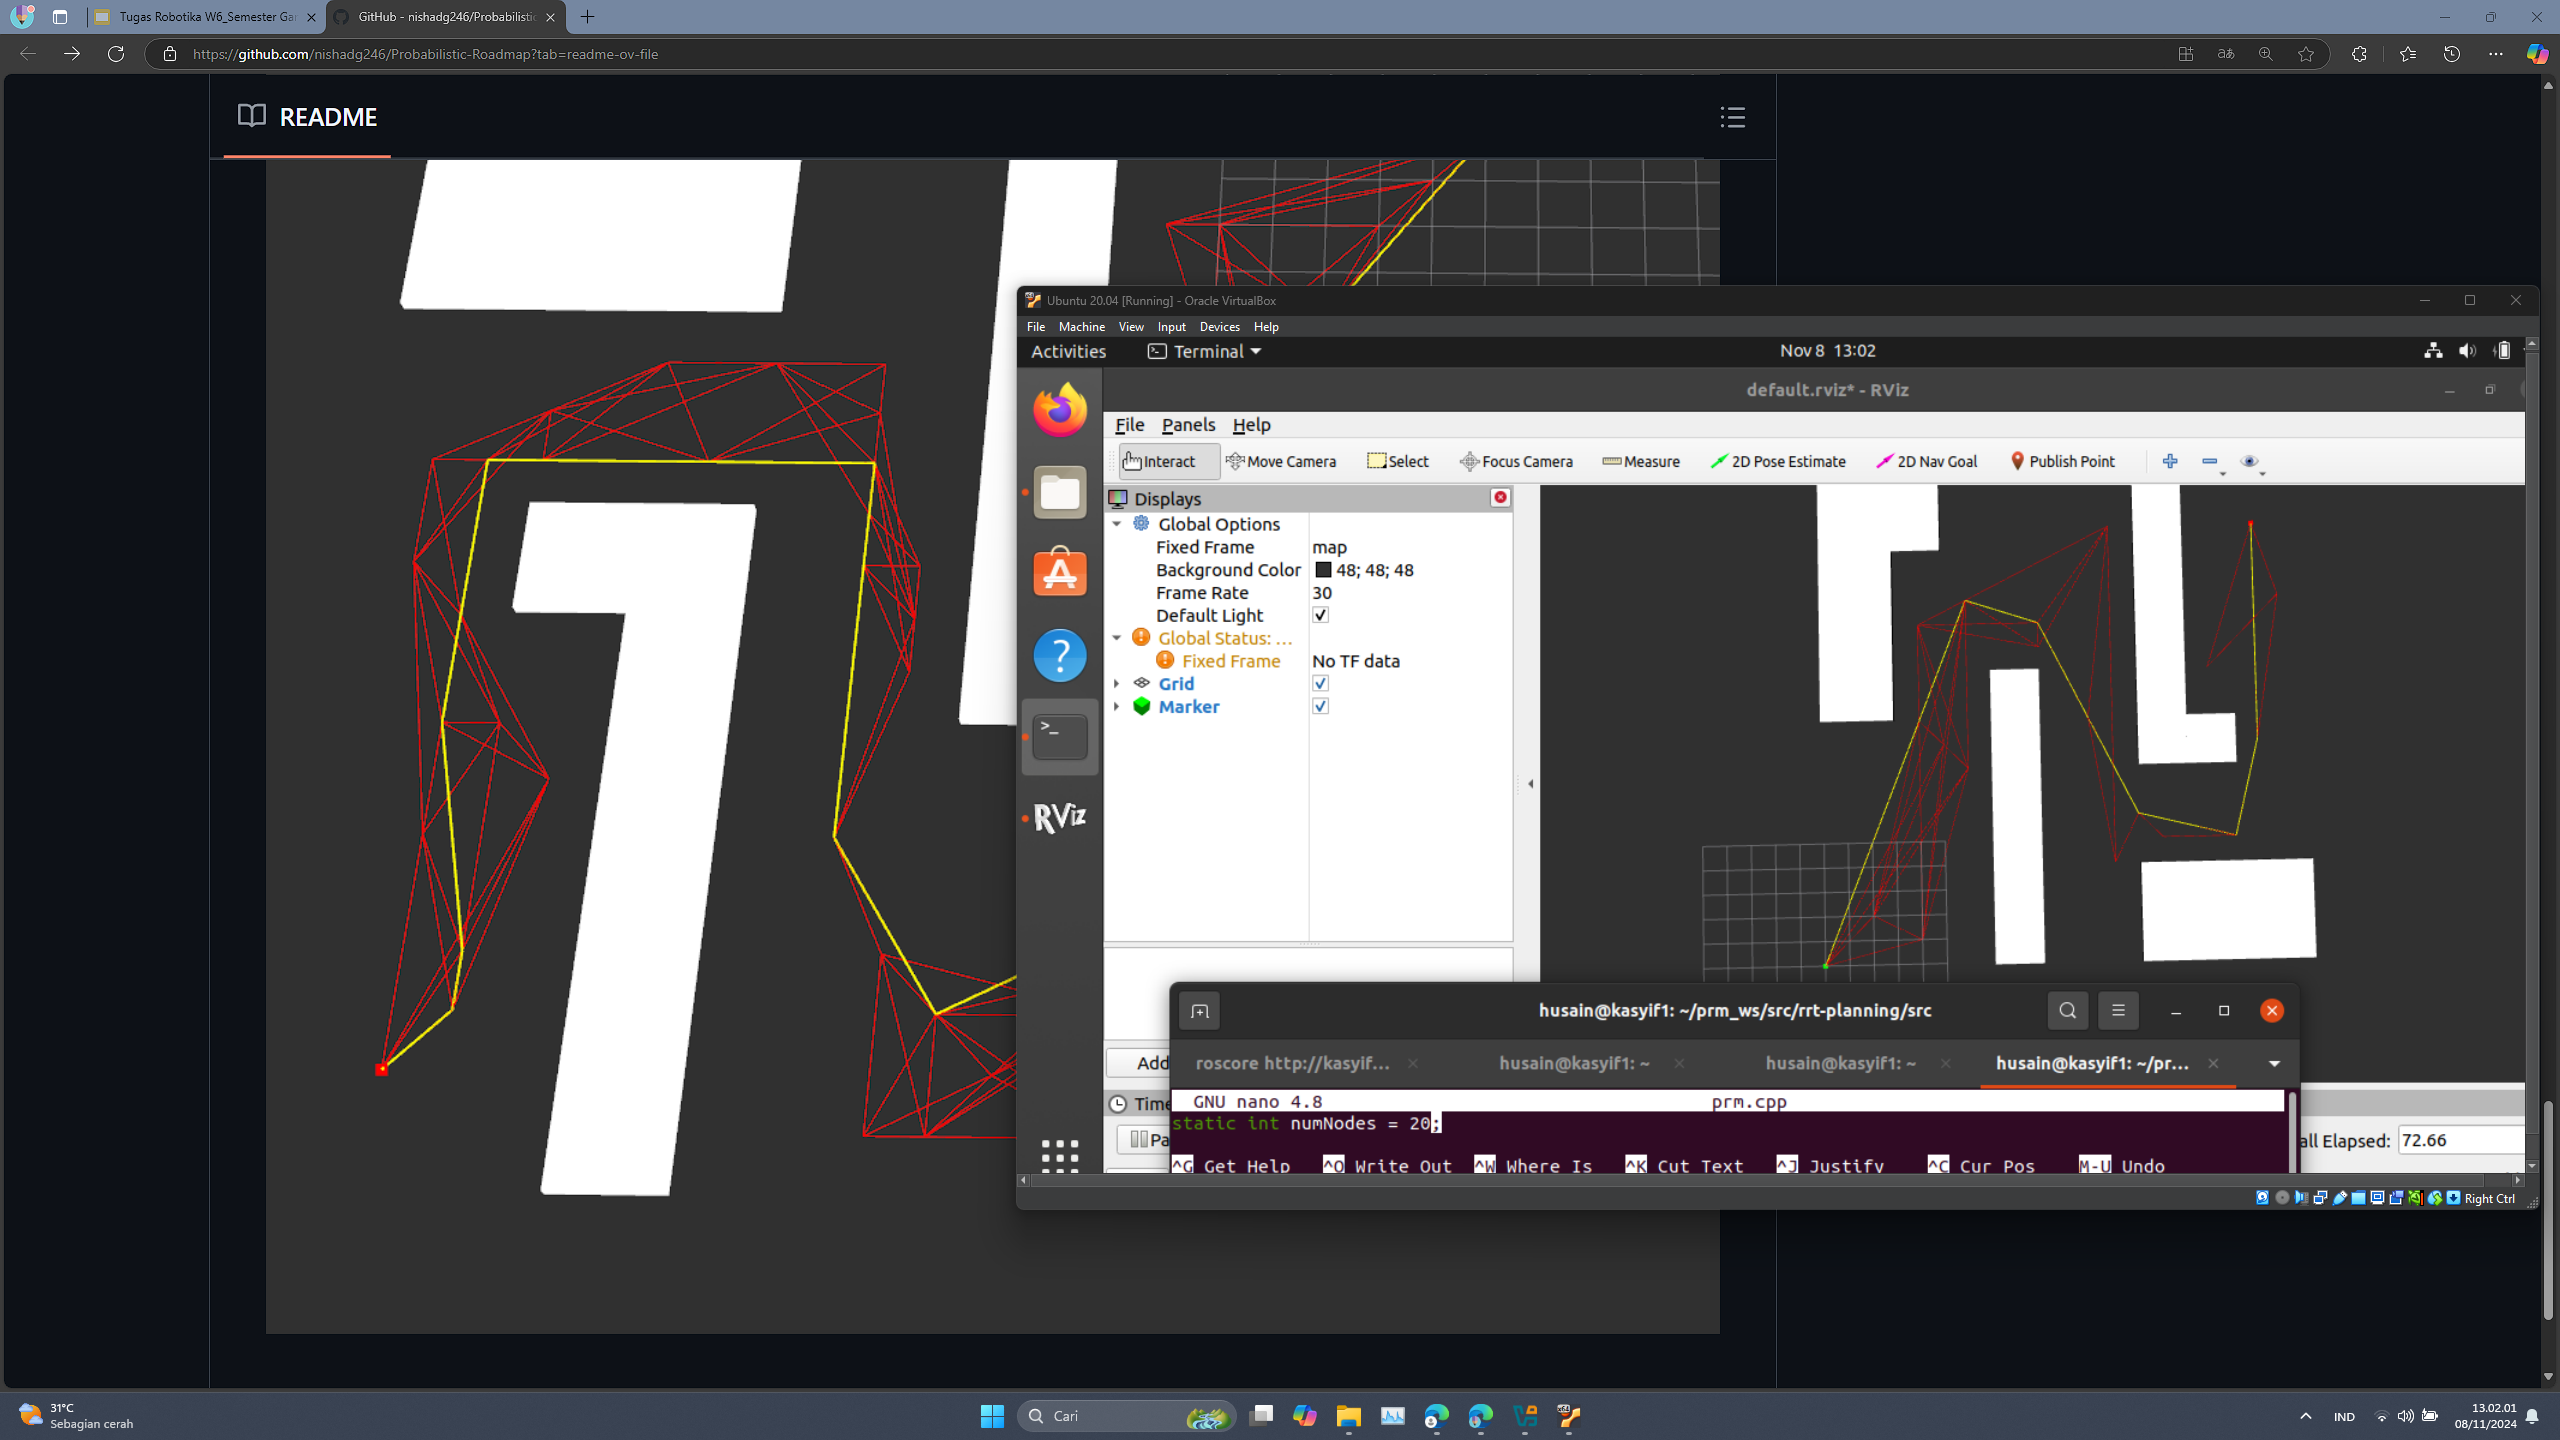 Tugas Robotika W6_Semester Gar
GitHub - nishadg246/Probabilistic
https://github.com/nishadg246/Probabilistic-Roadmap?tab=readme-ov-file
README
Ubuntu 20.04 [Running] - Oracle VirtualBox
File Machine View Input Devices Help
Activities Terminal Nov 8 13:02
default.rviz* - RViz
File Panels Help
Interact Move Camera Select Focus Camera Measure 2D Pose Estimate 2D Nav Goal Publish Point
Displays
Global Options
Fixed Frame map
Background Color 48; 48; 48
Frame Rate 30
Default Light
Global Status: ...
Fixed Frame No TF data
Grid
Marker
RViz
husain@kasyif1: ~/prm_ws/src/rrt-planning/src
Add
roscore http://kasyif... husain@kasyif1: ~ husain@kasyif1: ~ husain@kasyif1: ~/pr...
Time
GNU nano 4.8 prm.cpp
static int numNodes = 20;
Pa
all Elapsed: 72.66
^G Get Help ^O Write Out ^W Where Is ^K Cut Text ^J Justify ^C Cur Pos M-U Undo
Right Ctrl
31°C
Sebagian cerah
Cari
IND
13.02.01
08/11/2024